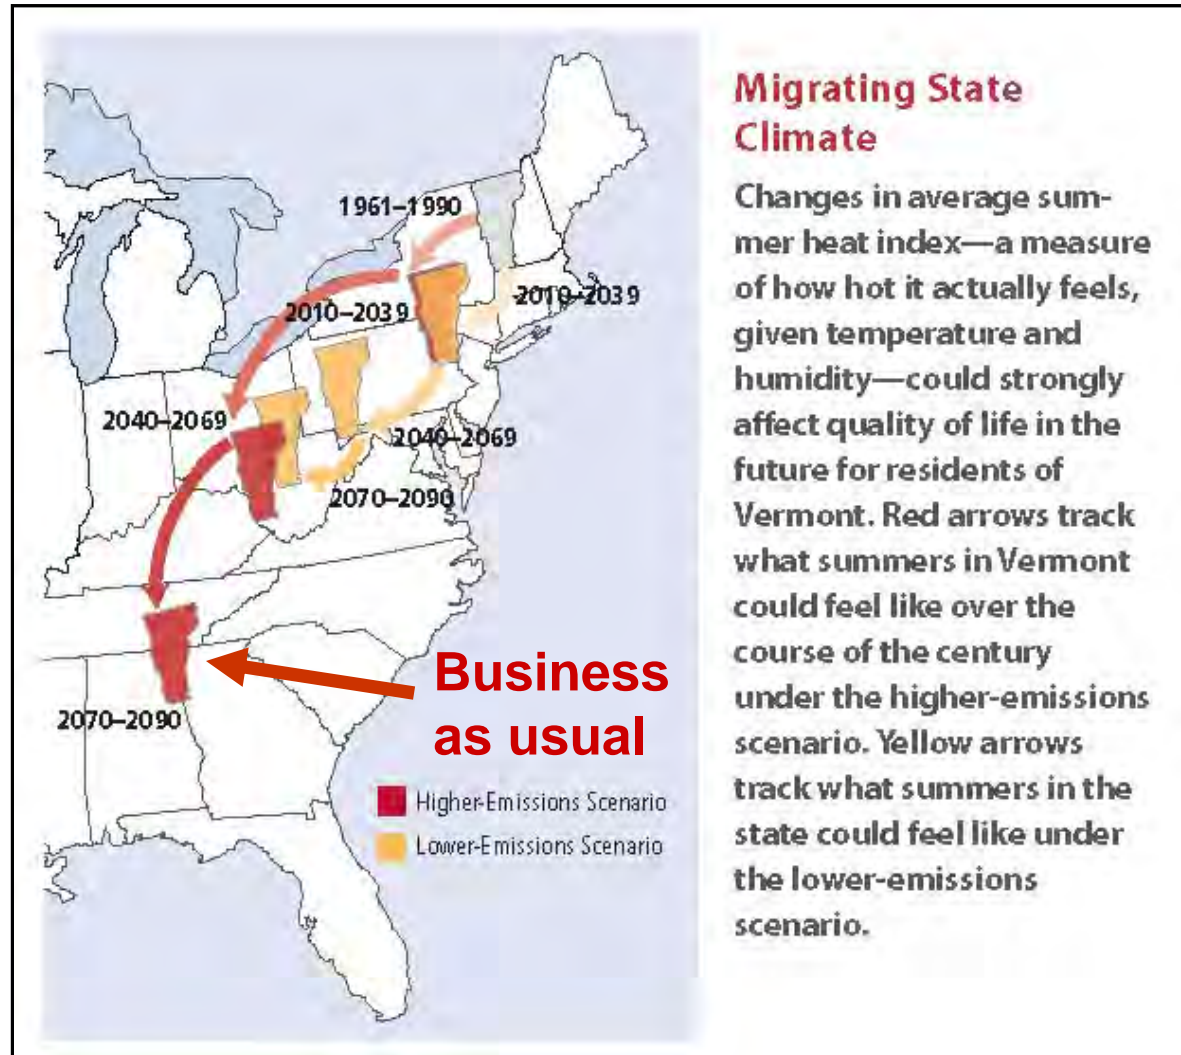 1961–1990
2010–2039
2010–2039
2040–2069
2040–2069
2070–2090
2070–2090
Business
as usual
Higher-Emissions Scenario
Lower-Emissions Scenario
Migrating State
Climate
Changes in average sum-
mer heat index—a measure
of how hot it actually feels,
given temperature and
humidity—could strongly
affect quality of life in the
future for residents of
Vermont. Red arrows track
what summers in Vermont
could feel like over the
course of the century
under the higher-emissions
scenario. Yellow arrows
track what summers in the
state could feel like under
the lower-emissions
scenario.